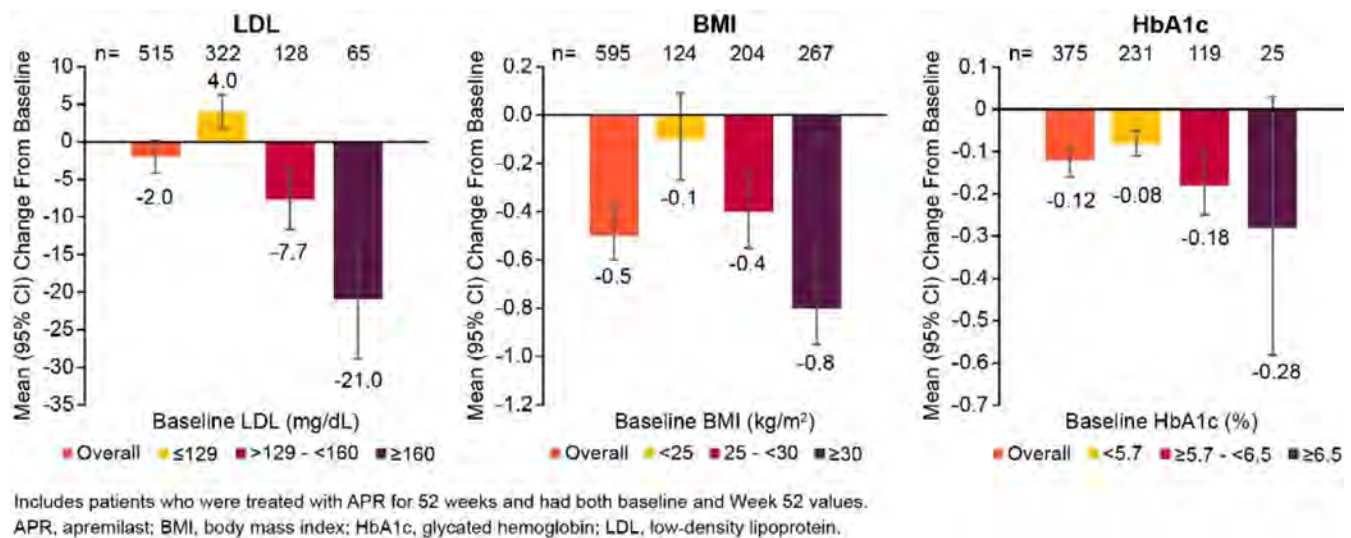 LDL
n= 515 322 128 65
10
5
0
-5
-10
-15
-20
-25
-30
-35
Mean (95% CI) Change From Baseline
4.0
-2.0
-7.7
-21.0
Baseline LDL (mg/dL)
Overall ≤129 >129 - <160 ≥160
BMI
n= 595 124 204 267
0.2
0.0
-0.2
-0.4
-0.6
-0.8
-1.0
-1.2
Mean (95% CI) Change From Baseline
-0.5
-0.1
-0.4
-0.8
Baseline BMI (kg/m²)
Overall <25 25 - <30 ≥30
HbA1c
n= 375 231 119 25
0.1
0
-0.1
-0.2
-0.3
-0.4
-0.5
-0.6
-0.7
Mean (95% CI) Change From Baseline
-0.12
-0.08
-0.18
-0.28
Baseline HbA1c (%)
Overall <5.7 ≥5.7 - <6.5 ≥6.5
Includes patients who were treated with APR for 52 weeks and had both baseline and Week 52 values.
APR, apremilast; BMI, body mass index; HbA1c, glycated hemoglobin; LDL, low-density lipoprotein.